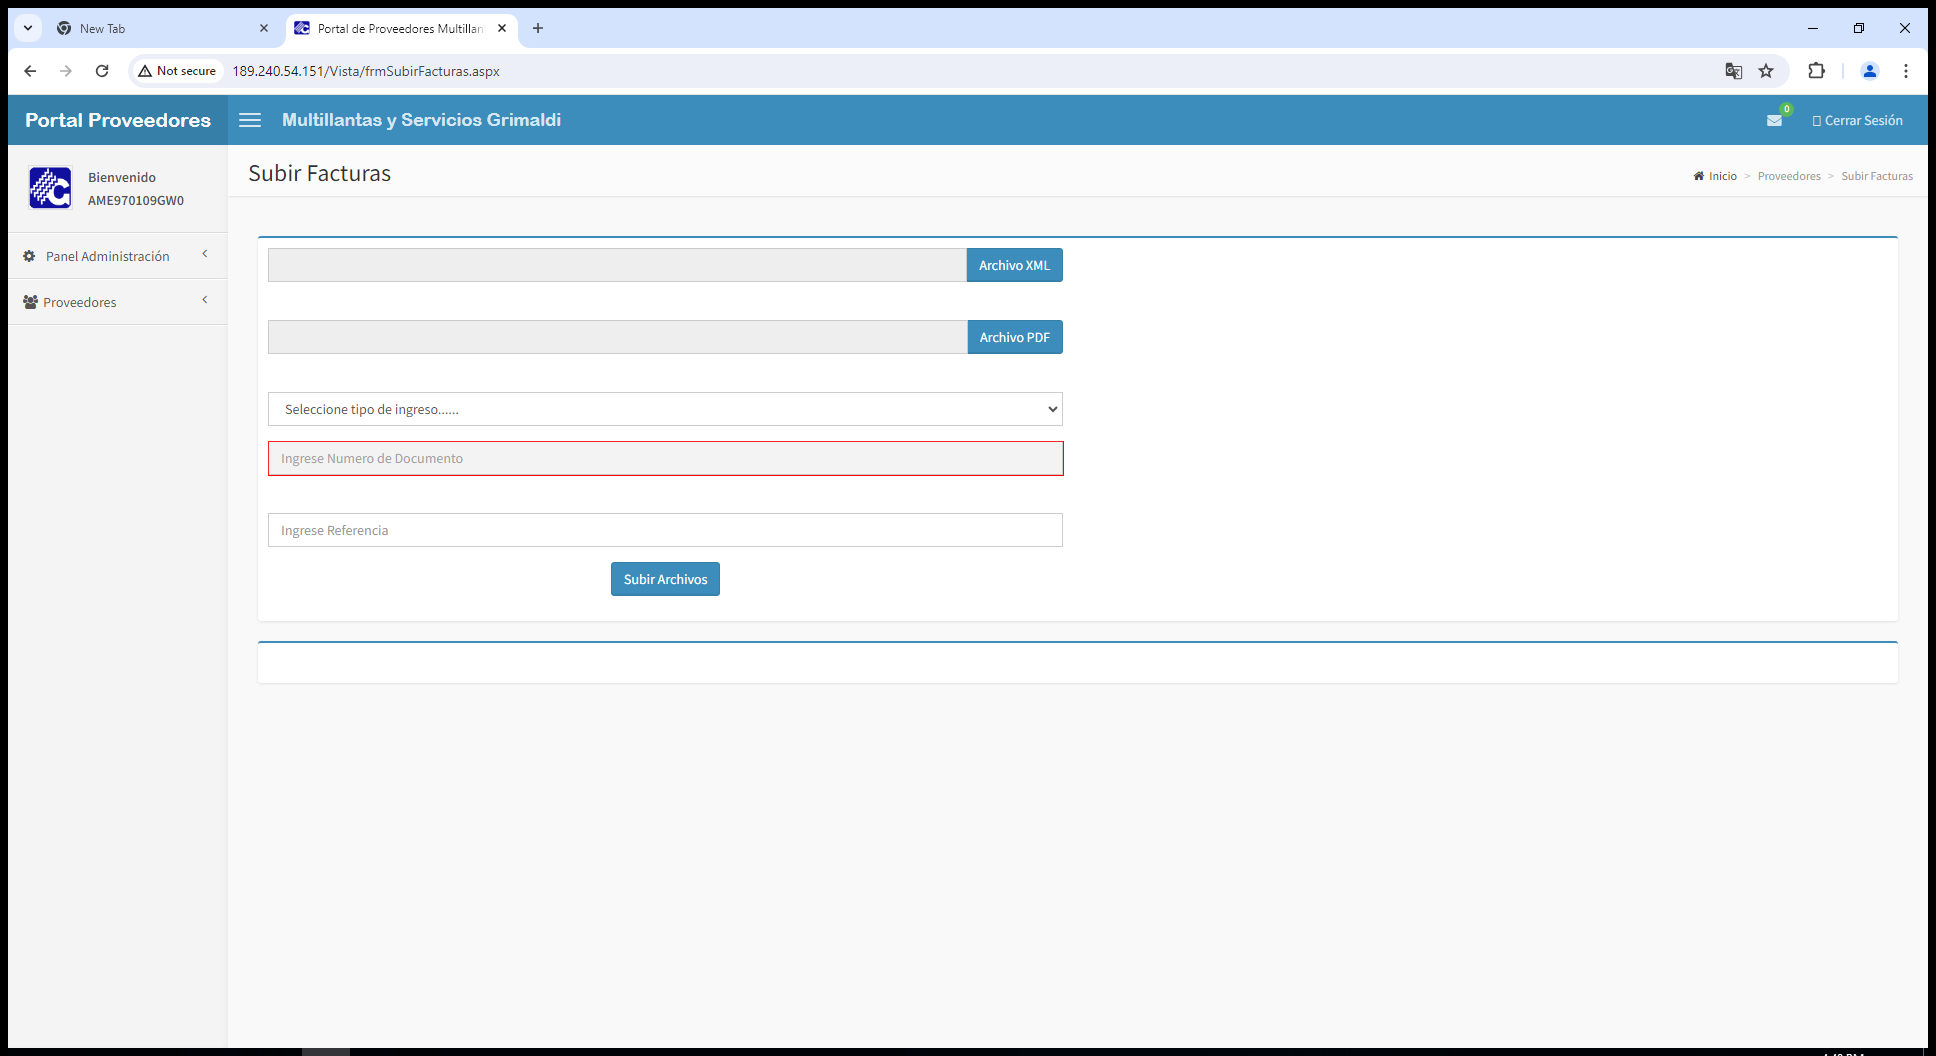 New Tab
Portal de Proveedores Multillan
Not secure
189.240.54.151/Vista/frmSubirFacturas.aspx
Portal Proveedores
Multillantas y Servicios Grimaldi
0
Cerrar Sesión
Bienvenido
AME970109GW0
Subir Facturas
Inicio > Proveedores > Subir Facturas
Panel Administración
Proveedores
Archivo XML
Archivo PDF
Seleccione tipo de ingreso......
Ingrese Numero de Documento
Ingrese Referencia
Subir Archivos